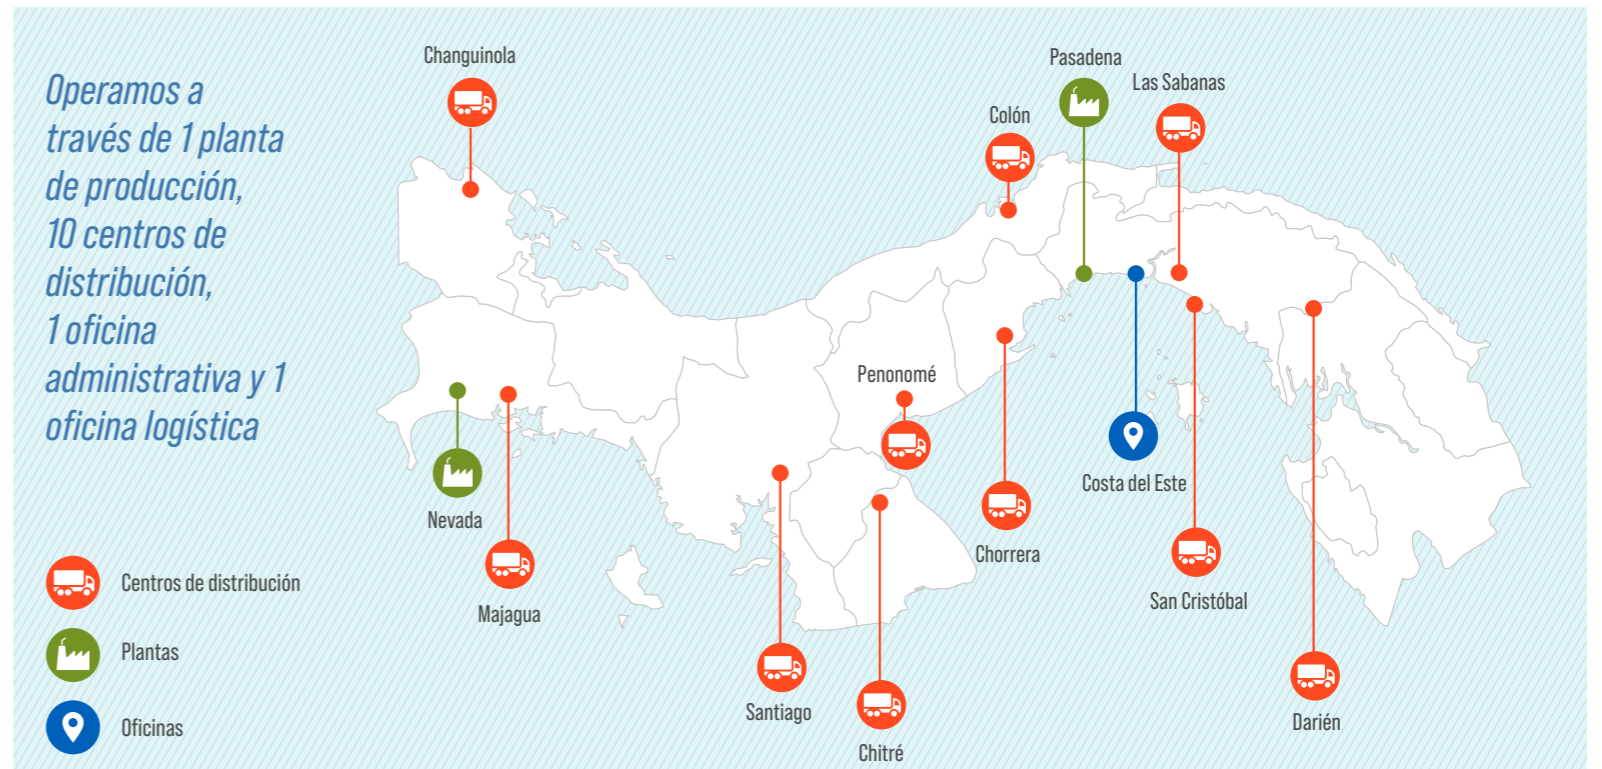 Operamos a
través de 1 planta
de producción,
10 centros de
distribución,
1 oficina
administrativa y 1
oficina logística
Changuinola
Pasadena
Las Sabanas
Colón
Penonomé
Costa del Este
Nevada
Chorrera
Majagua
San Cristóbal
Santiago
Chitré
Darién
Centros de distribución
Plantas
Oficinas